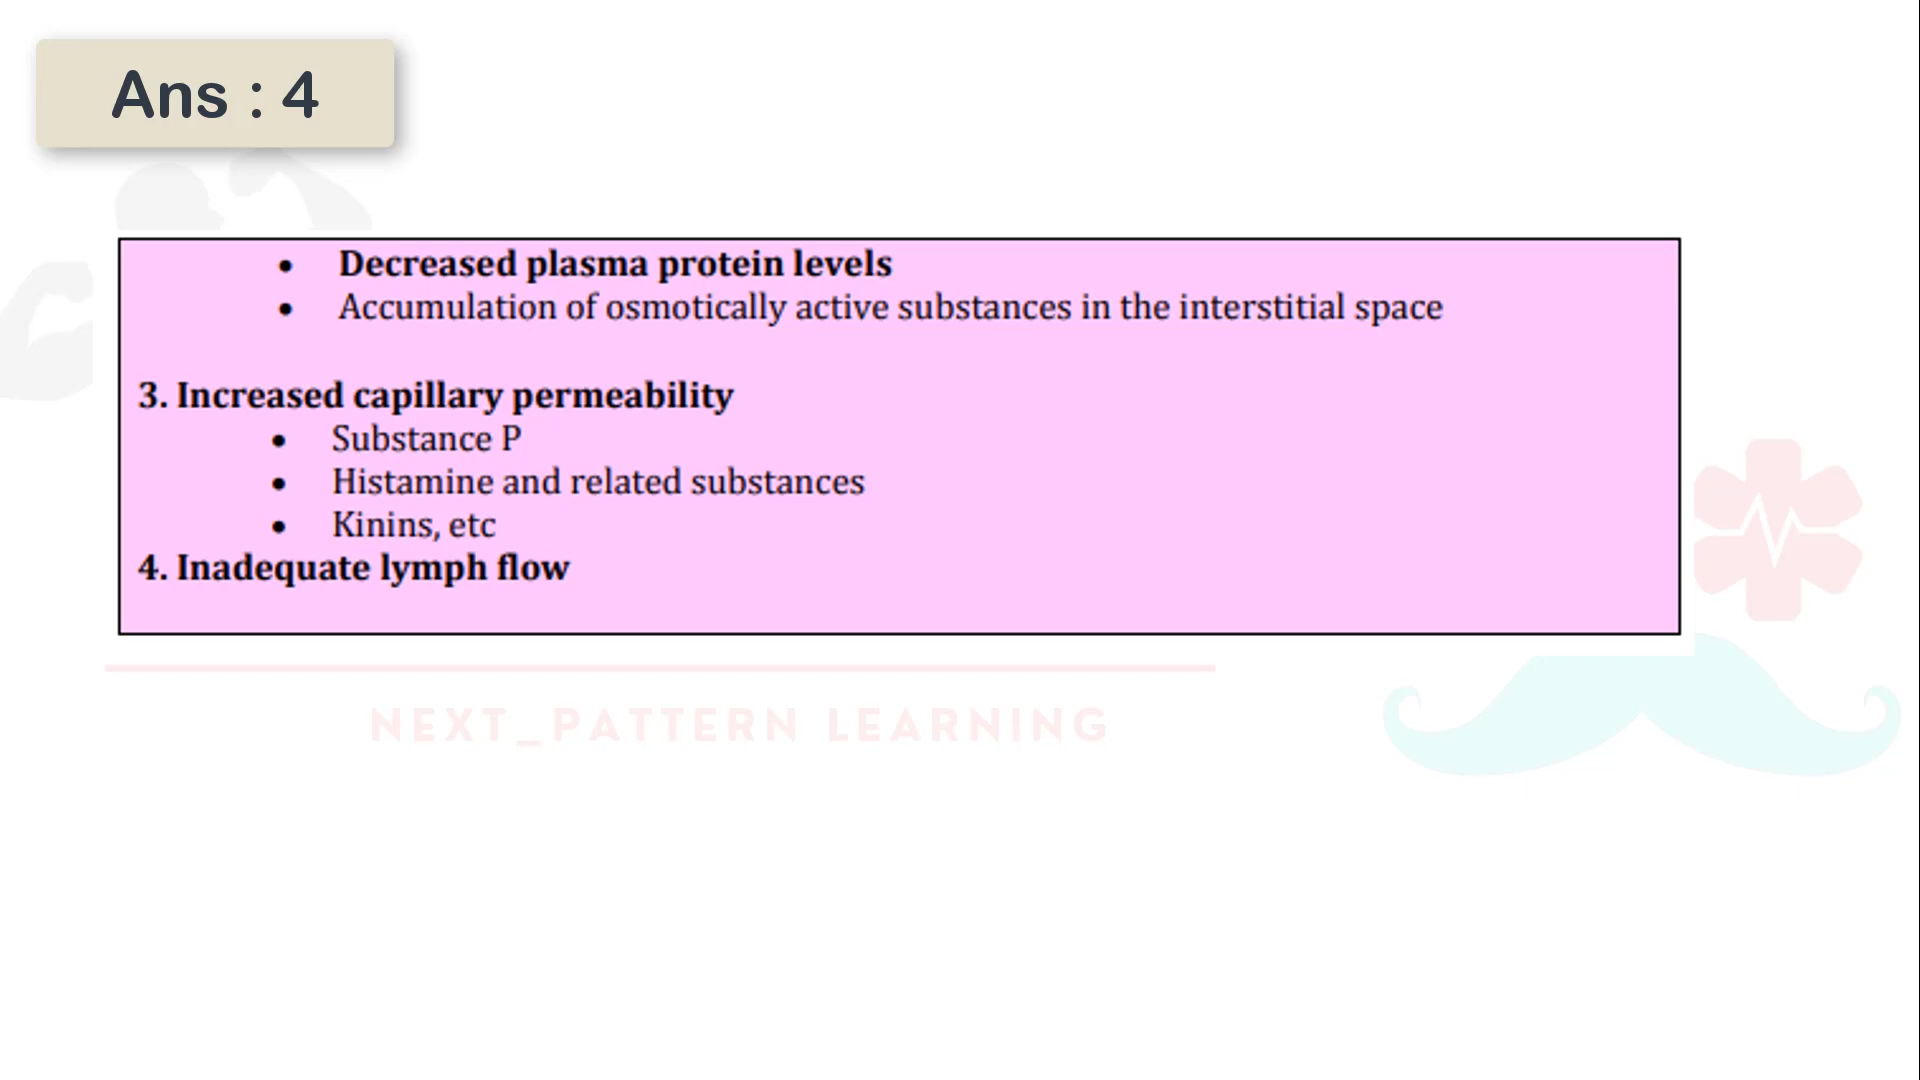 Ans : 4
• Decreased plasma protein levels
• Accumulation of osmotically active substances in the interstitial space
3. Increased capillary permeability
• Substance P
• Histamine and related substances
• Kinins, etc
4. Inadequate lymph flow
NEXT_PATTERN LEARNING